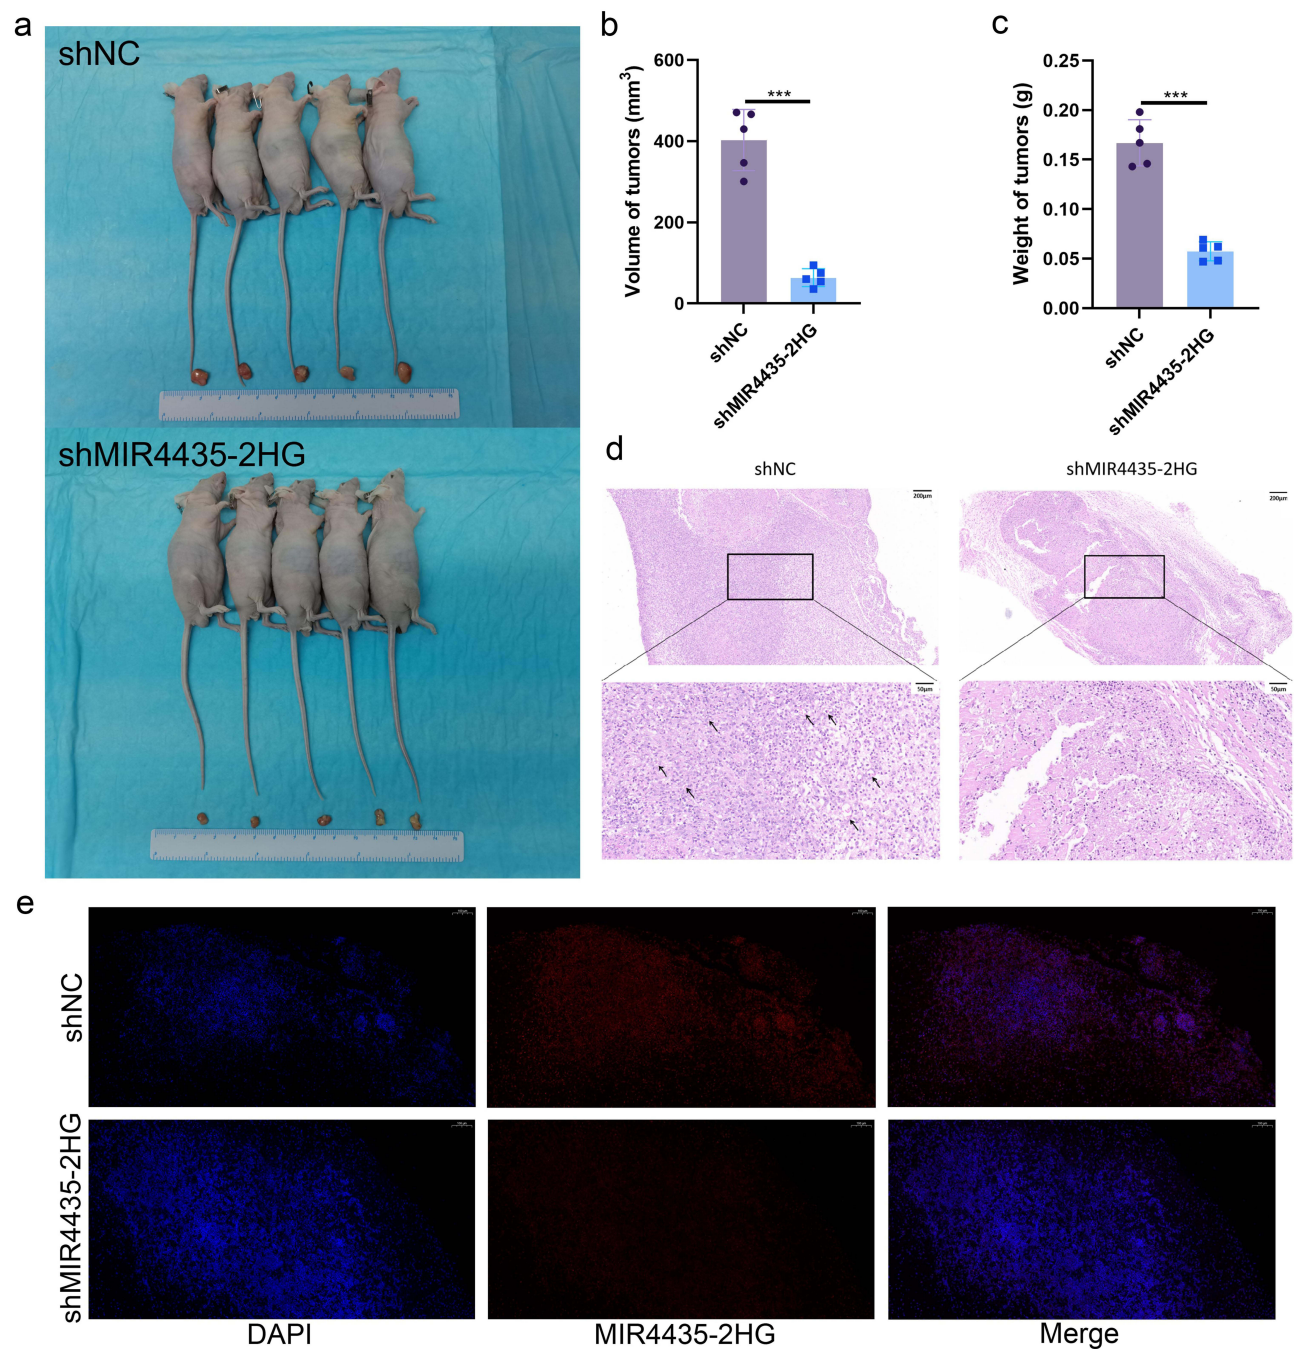 a
shNC
shMIR4435-2HG
b
Volume of tumors (mm³)
600
400
200
0
***
shNC
shMIR4435-2HG
c
Weight of tumors (g)
0.25
0.20
0.15
0.10
0.05
0.00
***
shNC
shMIR4435-2HG
d
shNC
shMIR4435-2HG
200μm
200μm
50μm
50μm
e
shNC
shMIR4435-2HG
DAPI
MIR4435-2HG
Merge